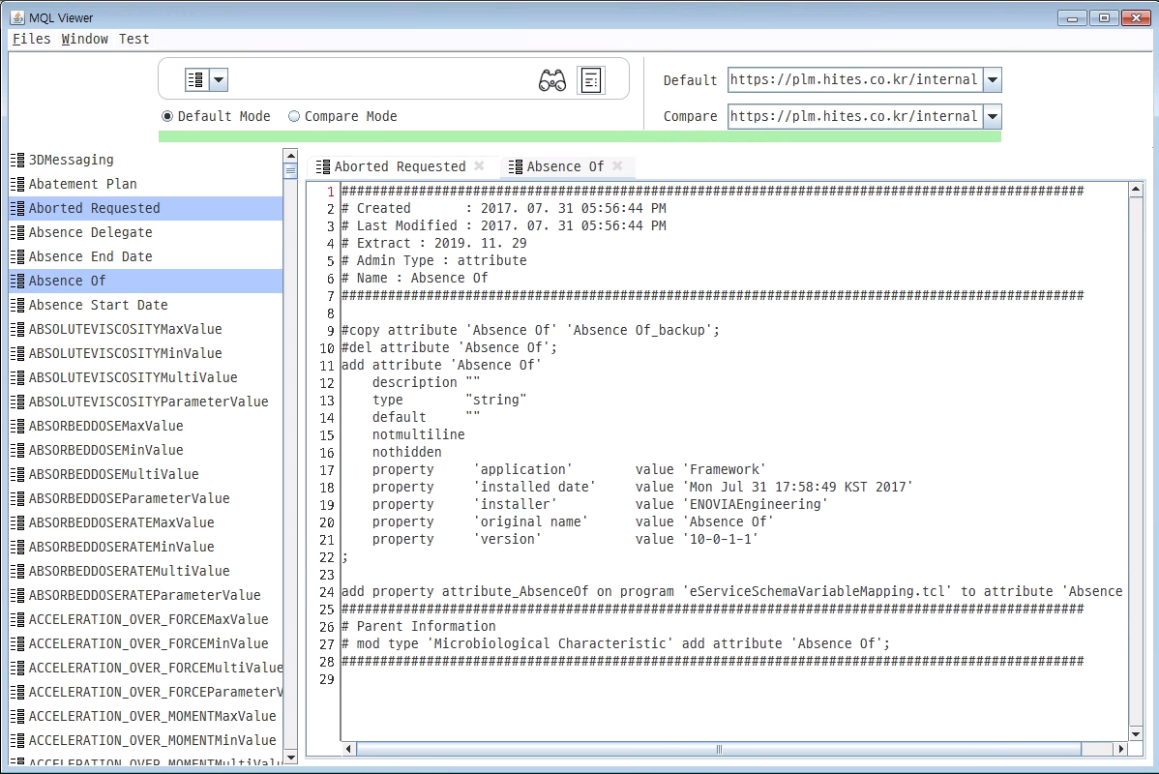 MQL Viewer
Files Window Test
Default https://plm.hites.co.kr/internal
Default Mode Compare Mode
Compare https://plm.hites.co.kr/internal
3DMessaging
Abatement Plan
Aborted Requested
Absence Delegate
Absence End Date
Absence Of
Absence Start Date
ABSOLUTEVISCOSITYMaxValue
ABSOLUTEVISCOSITYMinValue
ABSOLUTEVISCOSITYMultiValue
ABSOLUTEVISCOSITYParameterValue
ABSORBEDDOSEMaxValue
ABSORBEDDOSEMinValue
ABSORBEDDOSEMultiValue
ABSORBEDDOSEParameterValue
ABSORBEDDOSERATEMaxValue
ABSORBEDDOSERATEMinValue
ABSORBEDDOSERATEMultiValue
ABSORBEDDOSERATEParameterValue
ACCELERATION_OVER_FORCEMaxValue
ACCELERATION_OVER_FORCEMinValue
ACCELERATION_OVER_FORCEMultiValue
ACCELERATION_OVER_FORCEParameterV
ACCELERATION_OVER_MOMENTMaxValue
ACCELERATION_OVER_MOMENTMinValue
ACCELERATION_OVER_MOMENTMultiValu
Aborted Requested Absence Of
1 ################################################################################################
2 # Created : 2017. 07. 31 05:56:44 PM
3 # Last Modified : 2017. 07. 31 05:56:44 PM
4 # Extract : 2019. 11. 29
5 # Admin Type : attribute
6 # Name : Absence Of
7 ################################################################################################
8
9 #copy attribute 'Absence Of' 'Absence Of_backup';
10 #del attribute 'Absence Of';
11 add attribute 'Absence Of'
12 description ""
13 type "string"
14 default ""
15 notmultiline
16 nothidden
17 property 'application' value 'Framework'
18 property 'installed date' value 'Mon Jul 31 17:58:49 KST 2017'
19 property 'installer' value 'ENOVIAEngineering'
20 property 'original name' value 'Absence Of'
21 property 'version' value '10-0-1-1'
22 ;
23
24 add property attribute_AbsenceOf on program 'eServiceSchemaVariableMapping.tcl' to attribute 'Absence
25 ################################################################################################
26 # Parent Information
27 # mod type 'Microbiological Characteristic' add attribute 'Absence Of';
28 ################################################################################################
29